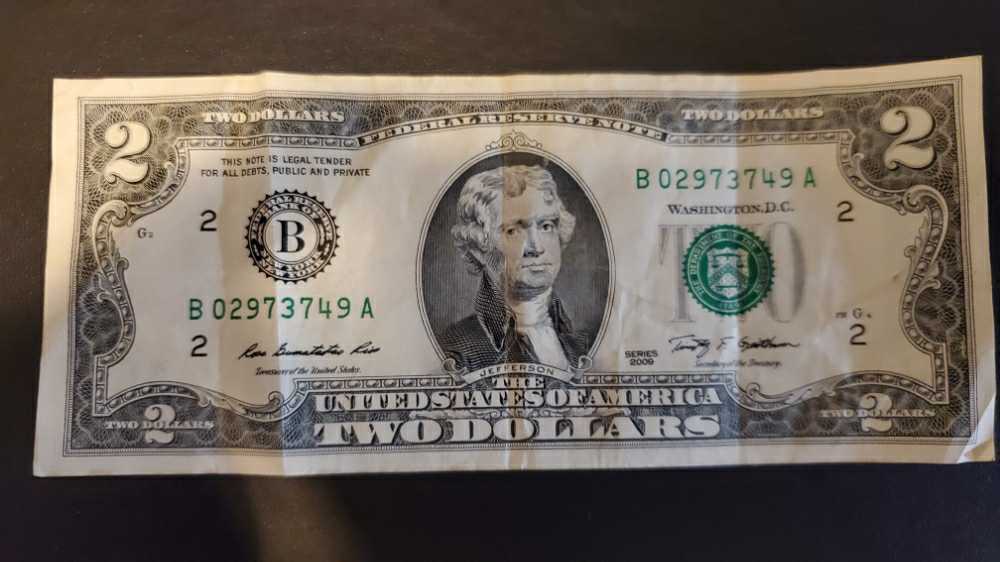 2
TWO DOLLARS
FEDERAL RESERVE NOTE
TWO DOLLARS
2
THIS NOTE IS LEGAL TENDER
FOR ALL DEBTS, PUBLIC AND PRIVATE
B 02973749 A
WASHINGTON, D.C.
2
G2
B
TWO
2
B 02973749 A
2
Treasurer of the United States.
JEFFERSON
SERIES
2009
Secretary of the Treasury.
G 4
2
THE
UNITED STATES OF AMERICA
TWO DOLLARS
2
TWO DOLLARS
2
TWO DOLLARS